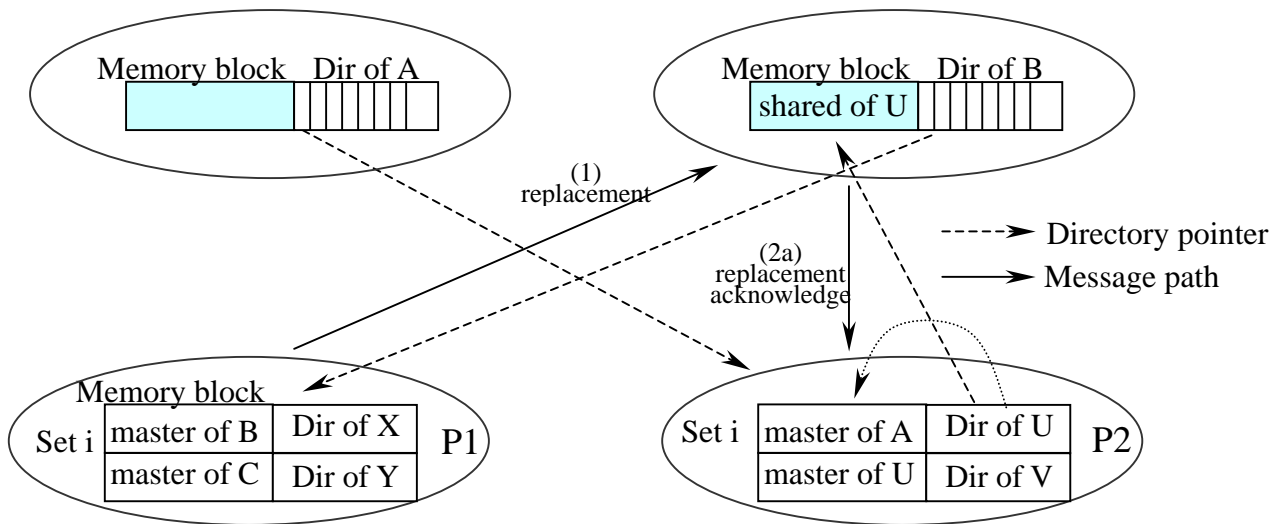 Memory block Dir of A
Memory block Dir of B
shared of U
(1)
replacement
(2a)
replacement
acknowledge
Directory pointer
Message path
Memory block
Set i
master of B
Dir of X
P1
master of C
Dir of Y
Set i
master of A
Dir of U
P2
master of U
Dir of V